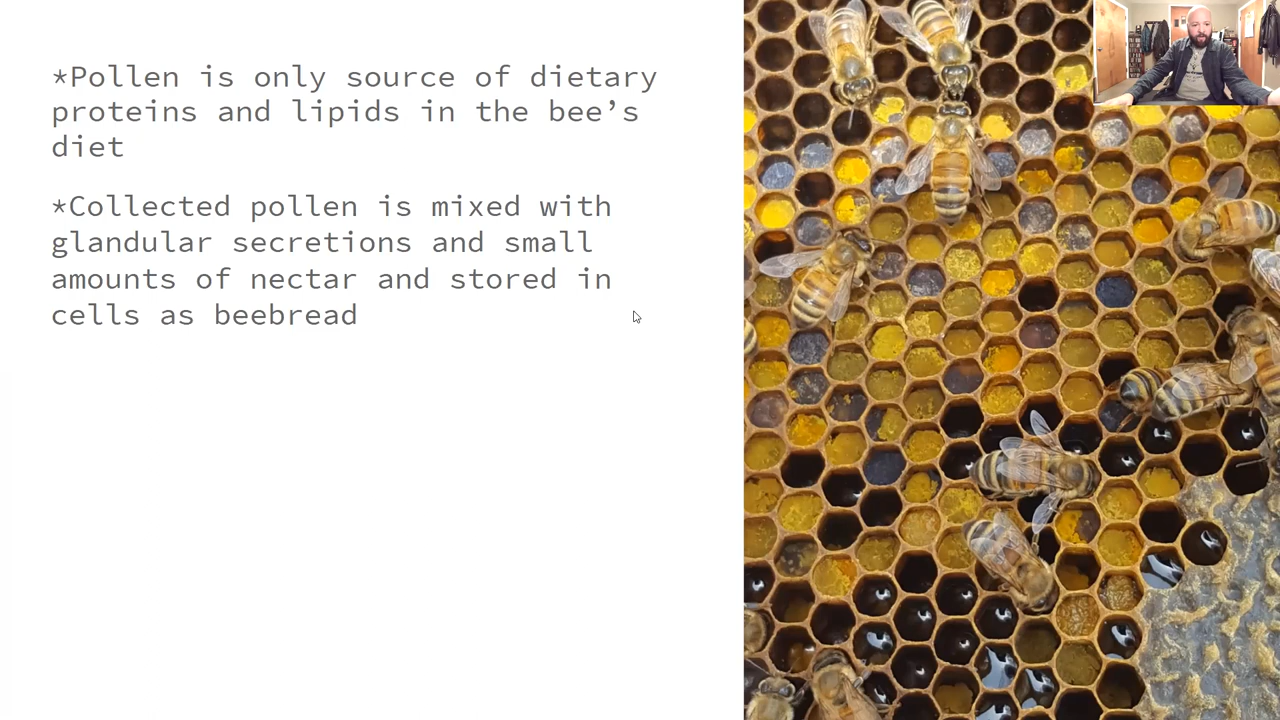 *Pollen is only source of dietary
proteins and lipids in the bee’s
diet
*Collected pollen is mixed with
glandular secretions and small
amounts of nectar and stored in
cells as beebread